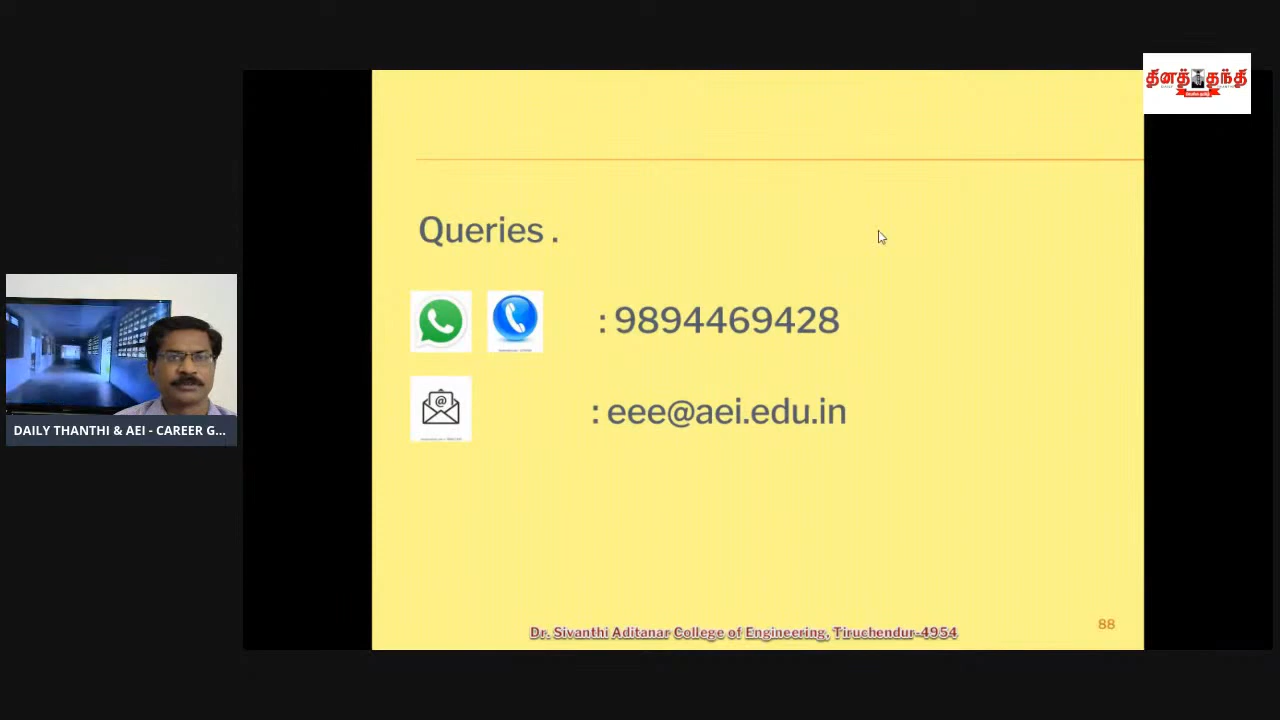 தினத்தந்தி
Queries .
: 9894469428
@
: eee@aei.edu.in
DAILY THANTHI & AEI - CAREER G...
88
Dr. Sivanthi Aditanar College of Engineering, Tiruchendur-4954